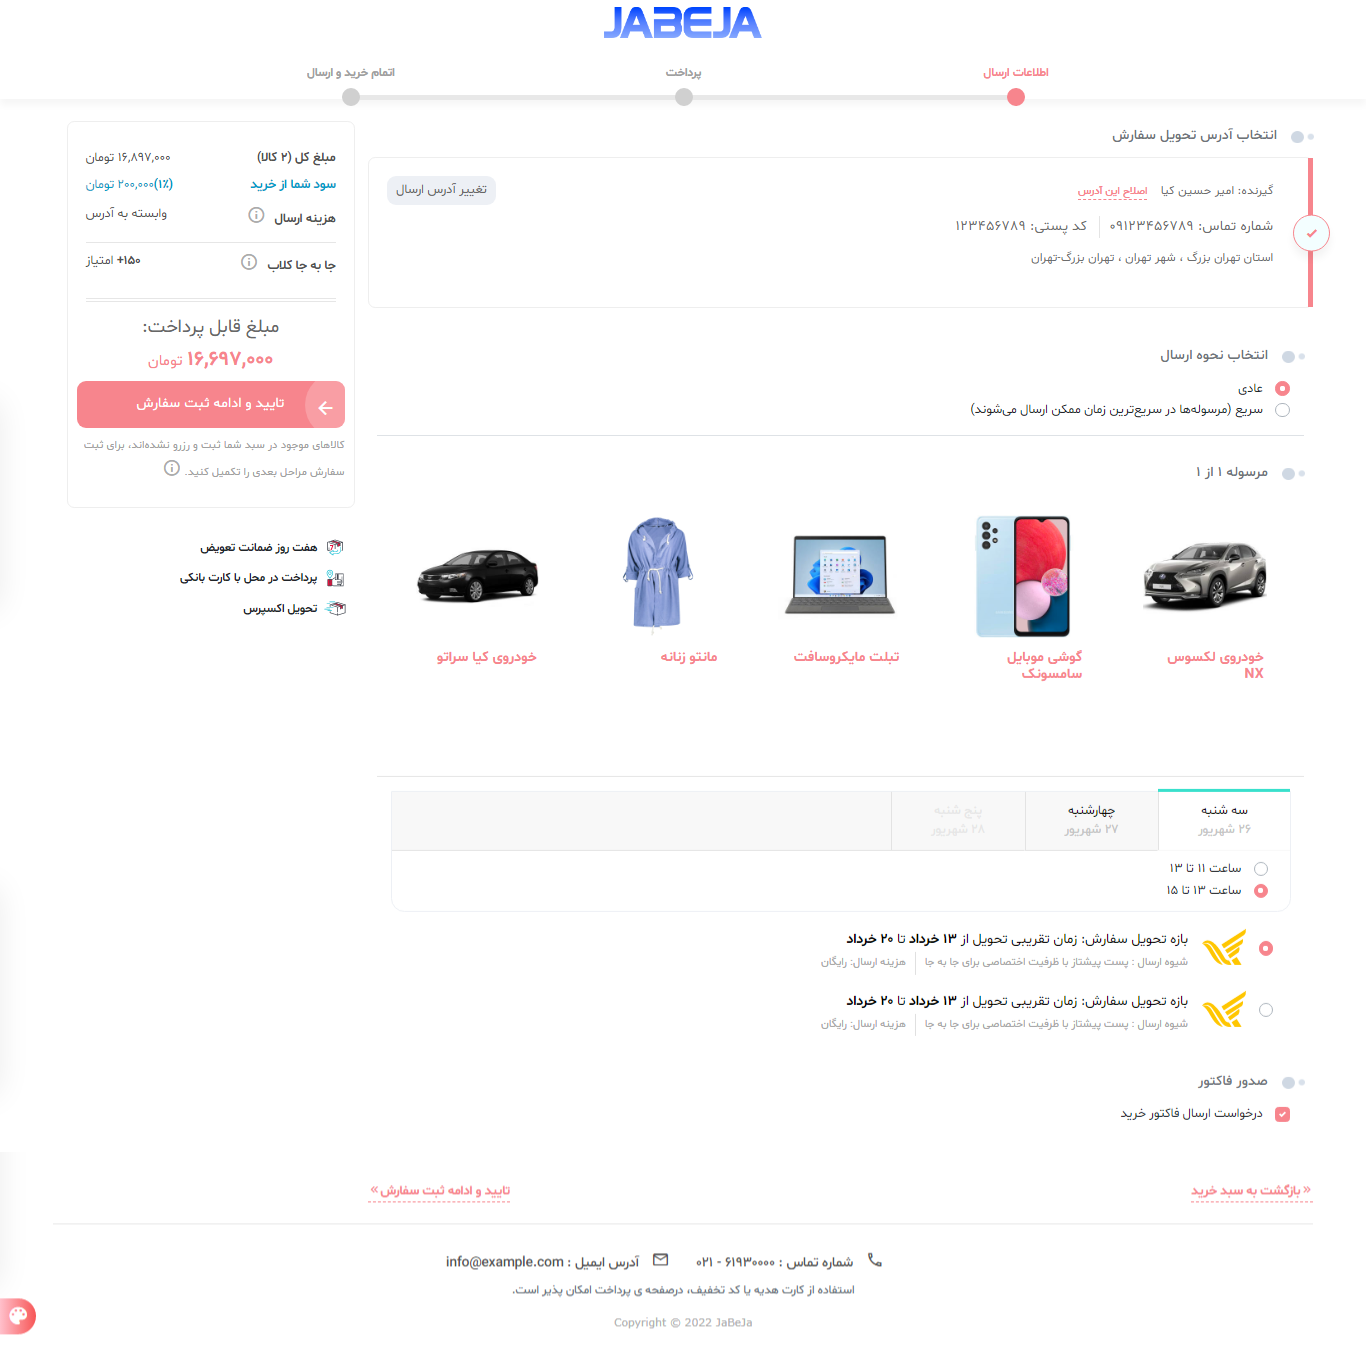 JABEJA
اطلاعات ارسال
پرداخت
اتمام خرید و ارسال
انتخاب آدرس تحویل سفارش
گیرنده: امیر حسین کیا
اصلاح این آدرس
تغییر آدرس ارسال
شماره تماس: ۰۹۱۲۳۴۵۶۷۸۹
کد پستی: ۱۲۳۴۵۶۷۸۹
استان تهران بزرگ ، شهر تهران ، تهران بزرگ-تهران
انتخاب نحوه ارسال
عادی
سریع (مرسوله‌ها در سریع‌ترین زمان ممکن ارسال می‌شوند)
مرسوله ۱ از ۱
خودروی لکسوس
NX
گوشی موبایل
سامسونک
تبلت مایکروسافت
مانتو زنانه
خودروی کیا سراتو
سه شنبه
۲۶ شهریور
چهارشنبه
۲۷ شهریور
پنج شنبه
۲۸ شهریور
ساعت ۱۱ تا ۱۳
ساعت ۱۳ تا ۱۵
بازه تحویل سفارش: زمان تقریبی تحویل از ۱۳ خرداد تا ۲۰ خرداد
شیوه ارسال : پست پیشتاز با ظرفیت اختصاصی برای جا به جا
هزینه ارسال: رایگان
بازه تحویل سفارش: زمان تقریبی تحویل از ۱۳ خرداد تا ۲۰ خرداد
شیوه ارسال : پست پیشتاز با ظرفیت اختصاصی برای جا به جا
هزینه ارسال: رایگان
صدور فاکتور
درخواست ارسال فاکتور خرید
مبلغ کل (۲ کالا)
۱۶,۸۹۷,۰۰۰ تومان
سود شما از خرید
(۱٪)۲۰۰,۰۰۰ تومان
هزینه ارسال
وابسته به آدرس
جا به جا کلاب
+۱۵۰ امتیاز
مبلغ قابل پرداخت:
۱۶,۶۹۷,۰۰۰ تومان
تایید و ادامه ثبت سفارش
کالاهای موجود در سبد شما ثبت و رزرو نشده‌اند، برای ثبت
سفارش مراحل بعدی را تکمیل کنید.
هفت روز ضمانت تعویض
پرداخت در محل با کارت بانکی
تحویل اکسپرس
« بازگشت به سبد خرید
تایید و ادامه ثبت سفارش »
شماره تماس : ۶۱۹۳۰۰۰۰ - ۰۲۱
آدرس ایمیل : info@example.com
استفاده از کارت هدیه یا کد تخفیف، درصفحه ی پرداخت امکان پذیر است.
Copyright © 2022 JaBeJa